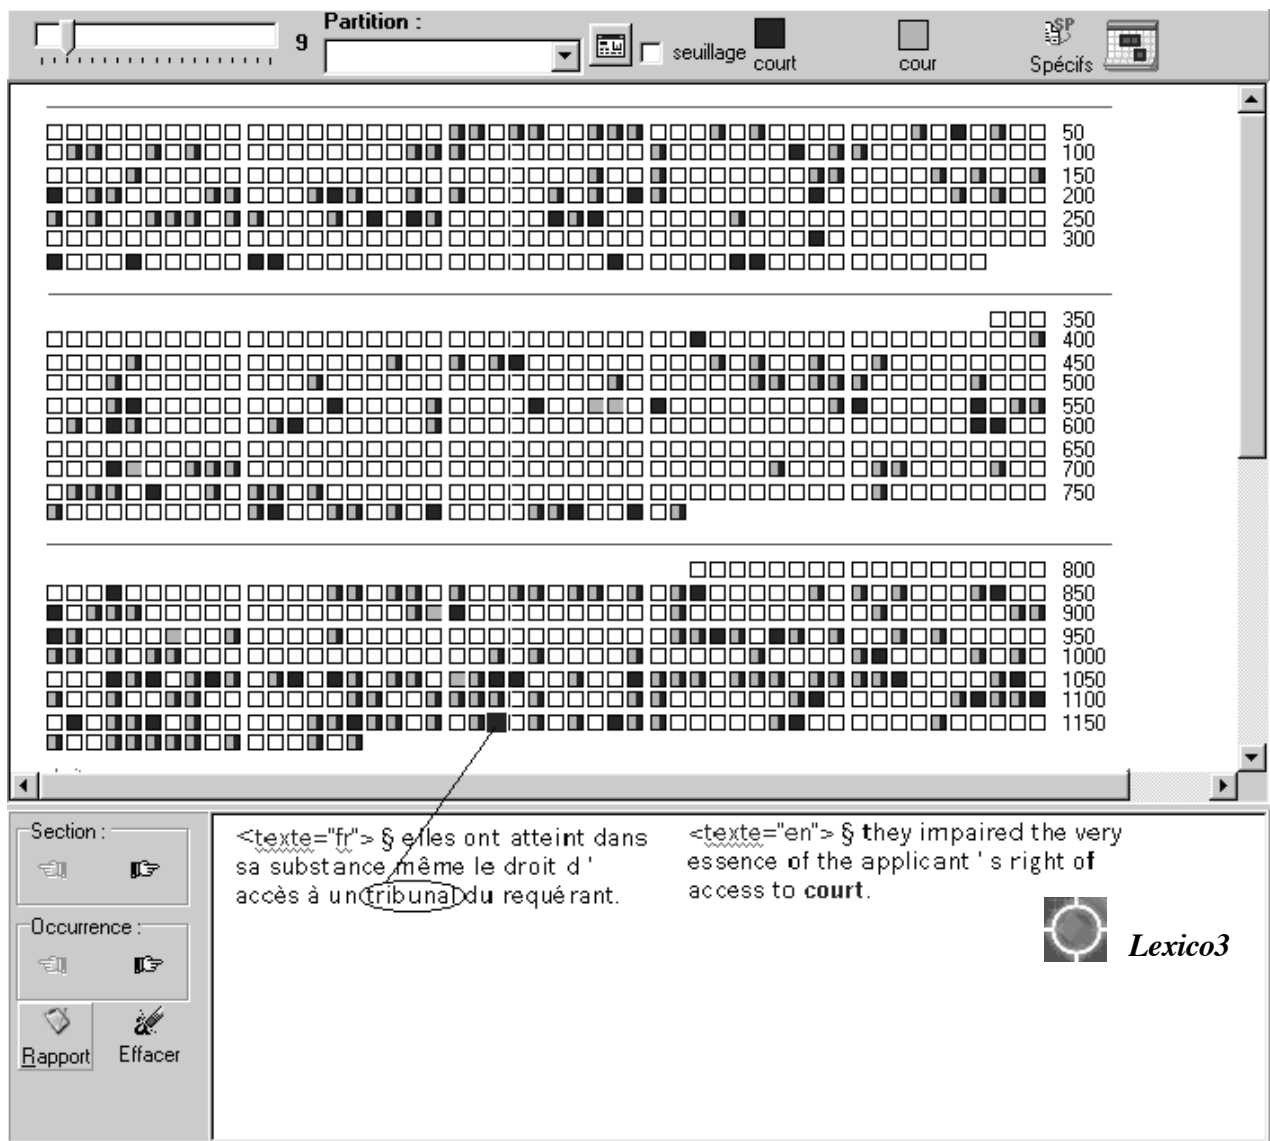 Partition :
9
seuillage
court
cour
SP
Spécifs
50
100
150
200
250
300
350
400
450
500
550
600
650
700
750
800
850
900
950
1000
1050
1100
1150
Section :
Occurrence :
Rapport
Effacer
<texte="fr"> § elles ont atteint dans
sa substance même le droit d '
accès à un tribunal du requérant.
<texte="en"> § they impaired the very
essence of the applicant ' s right of
access to court.
Lexico3